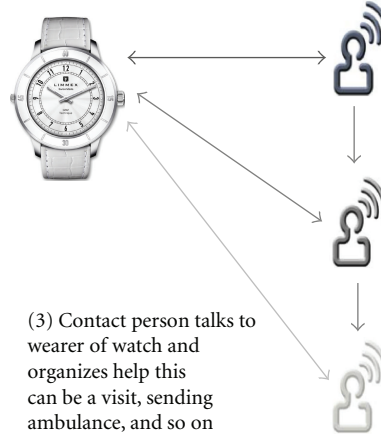 LIMMEX
(3) Contact person talks to
wearer of watch and
organizes help this
can be a visit, sending
ambulance, and so on